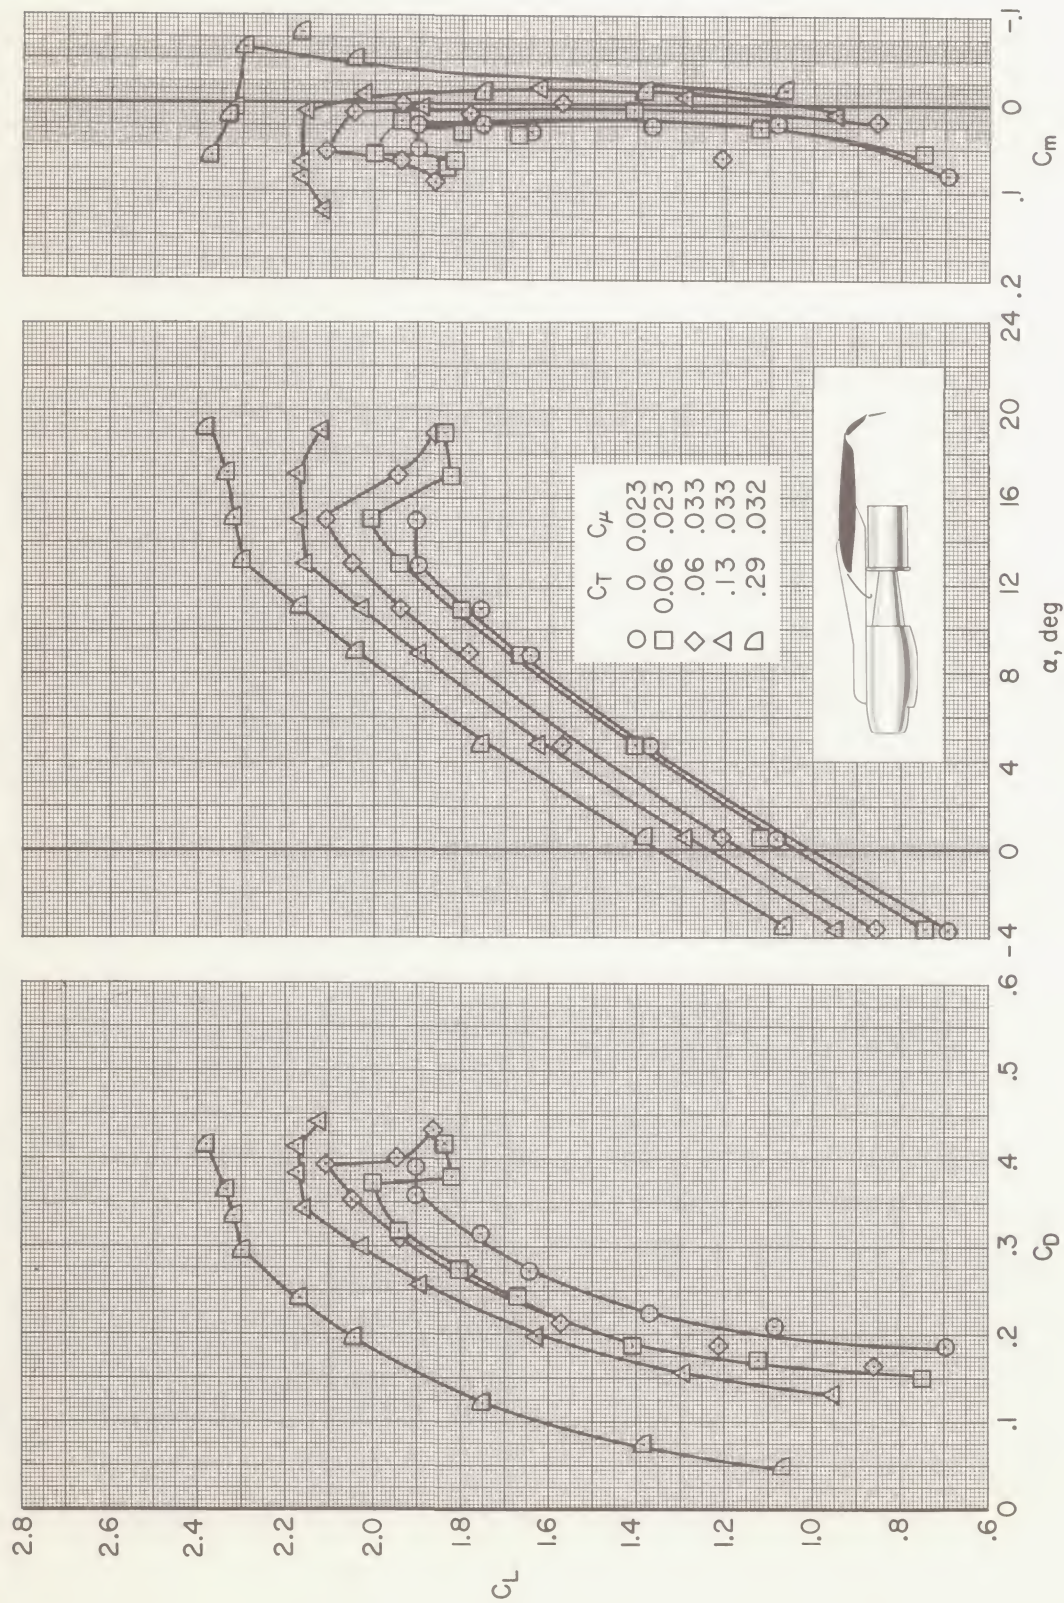 2.8
2.6
2.4
2.2
2.0
1.8
1.6
1.4
1.2
1.0
.8
.6
C_L
0 .1 .2 .3 .4 .5 .6
C_D
-4 0 4 8 12 16 20 24
α, deg
C_T C_μ
0 0.023
0.06 .023
.06 .033
.13 .033
.29 .032
.2 .1 0 -.1
C_m